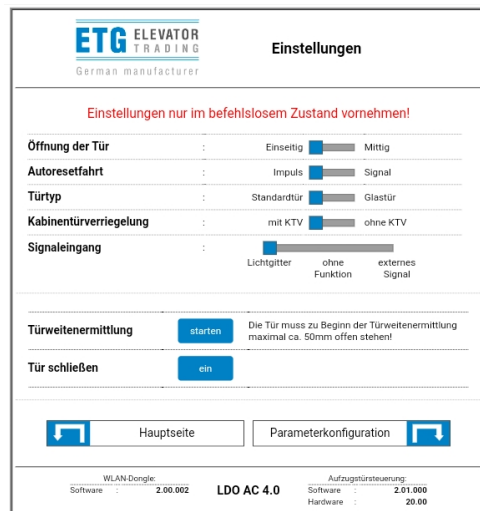 ETG ELEVATOR TRADING
German manufacturer
Einstellungen
Einstellungen nur im befehlslosem Zustand vornehmen!
Öffnung der Tür : Einseitig Mittig
Autoresetfahrt : Impuls Signal
Türtyp : Standardtür Glastür
Kabinentürverriegelung : mit KTV ohne KTV
Signaleingang :
Lichtgitter ohne Funktion externes Signal
Türweitenermittlung starten Die Tür muss zu Beginn der Türweitenermittlung
maximal ca. 50mm offen stehen!
Tür schließen ein
Hauptseite Parameterkonfiguration
WLAN-Dongle:
Software : 2.00.002
LDO AC 4.0
Aufzugstürsteuerung:
Software : 2.01.000
Hardware : 20.00